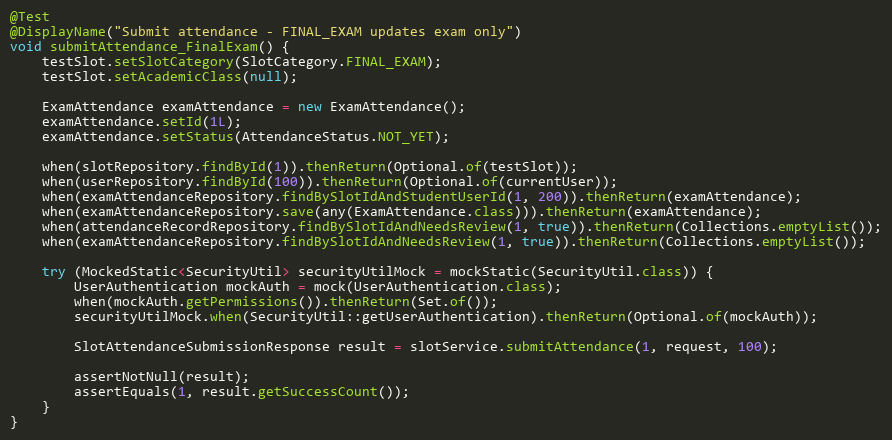 @Test
@DisplayName("Submit attendance - FINAL_EXAM updates exam only")
void submitAttendance_FinalExam() {
    testSlot.setSlotCategory(SlotCategory.FINAL_EXAM);
    testSlot.setAcademicClass(null);

    ExamAttendance examAttendance = new ExamAttendance();
    examAttendance.setId(1L);
    examAttendance.setStatus(AttendanceStatus.NOT_YET);

    when(slotRepository.findById(1)).thenReturn(Optional.of(testSlot));
    when(userRepository.findById(100)).thenReturn(Optional.of(currentUser));
    when(examAttendanceRepository.findBySlotIdAndStudentUserId(1, 200)).thenReturn(examAttendance);
    when(examAttendanceRepository.save(any(ExamAttendance.class))).thenReturn(examAttendance);
    when(attendanceRecordRepository.findBySlotIdAndNeedsReview(1, true)).thenReturn(Collections.emptyList());
    when(examAttendanceRepository.findBySlotIdAndNeedsReview(1, true)).thenReturn(Collections.emptyList());

    try (MockedStatic<SecurityUtil> securityUtilMock = mockStatic(SecurityUtil.class)) {
        UserAuthentication mockAuth = mock(UserAuthentication.class);
        when(mockAuth.getPermissions()).thenReturn(Set.of());
        securityUtilMock.when(SecurityUtil::getUserAuthentication).thenReturn(Optional.of(mockAuth));

        SlotAttendanceSubmissionResponse result = slotService.submitAttendance(1, request, 100);

        assertNotNull(result);
        assertEquals(1, result.getSuccessCount());
    }
}